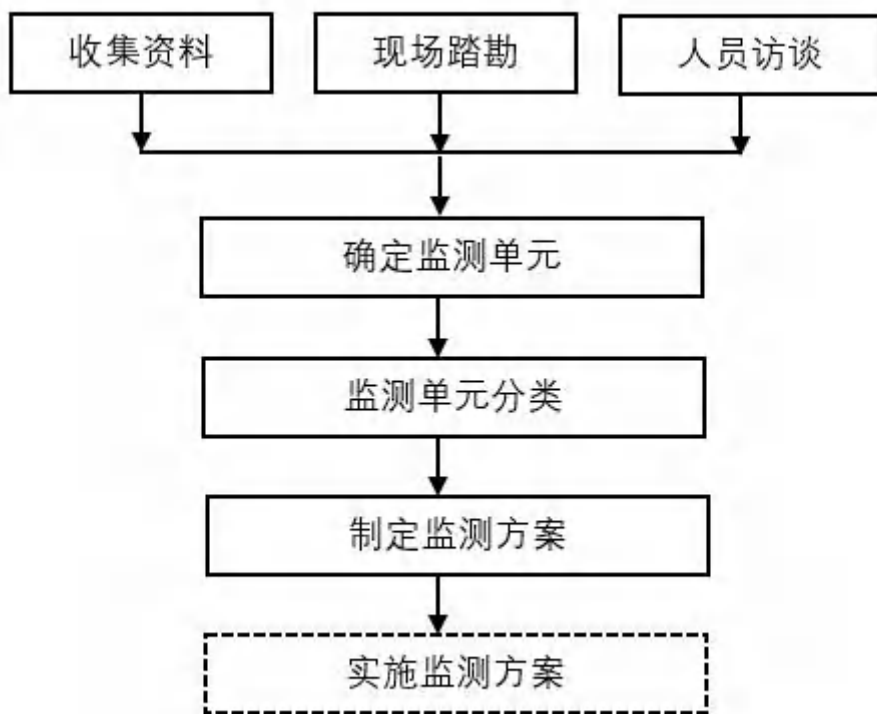 收集资料
现场踏勘
人员访谈
确定监测单元
监测单元分类
制定监测方案
实施监测方案